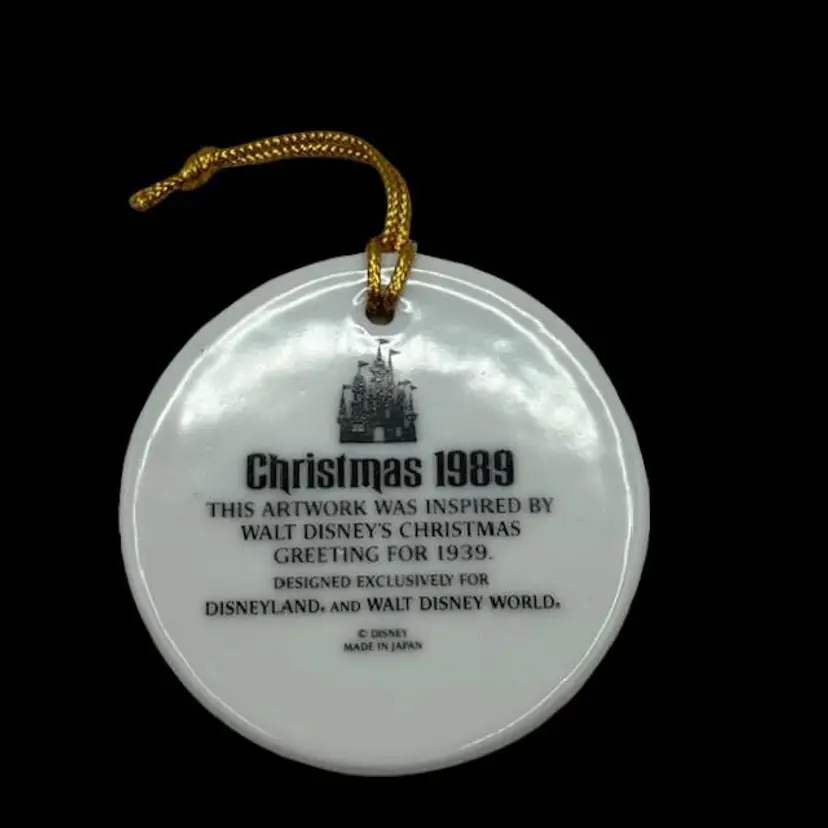 Christmas 1989
THIS ARTWORK WAS INSPIRED BY
WALT DISNEY'S CHRISTMAS
GREETING FOR 1939.
DESIGNED EXCLUSIVELY FOR
DISNEYLAND® AND WALT DISNEY WORLD®
© DISNEY
MADE IN JAPAN